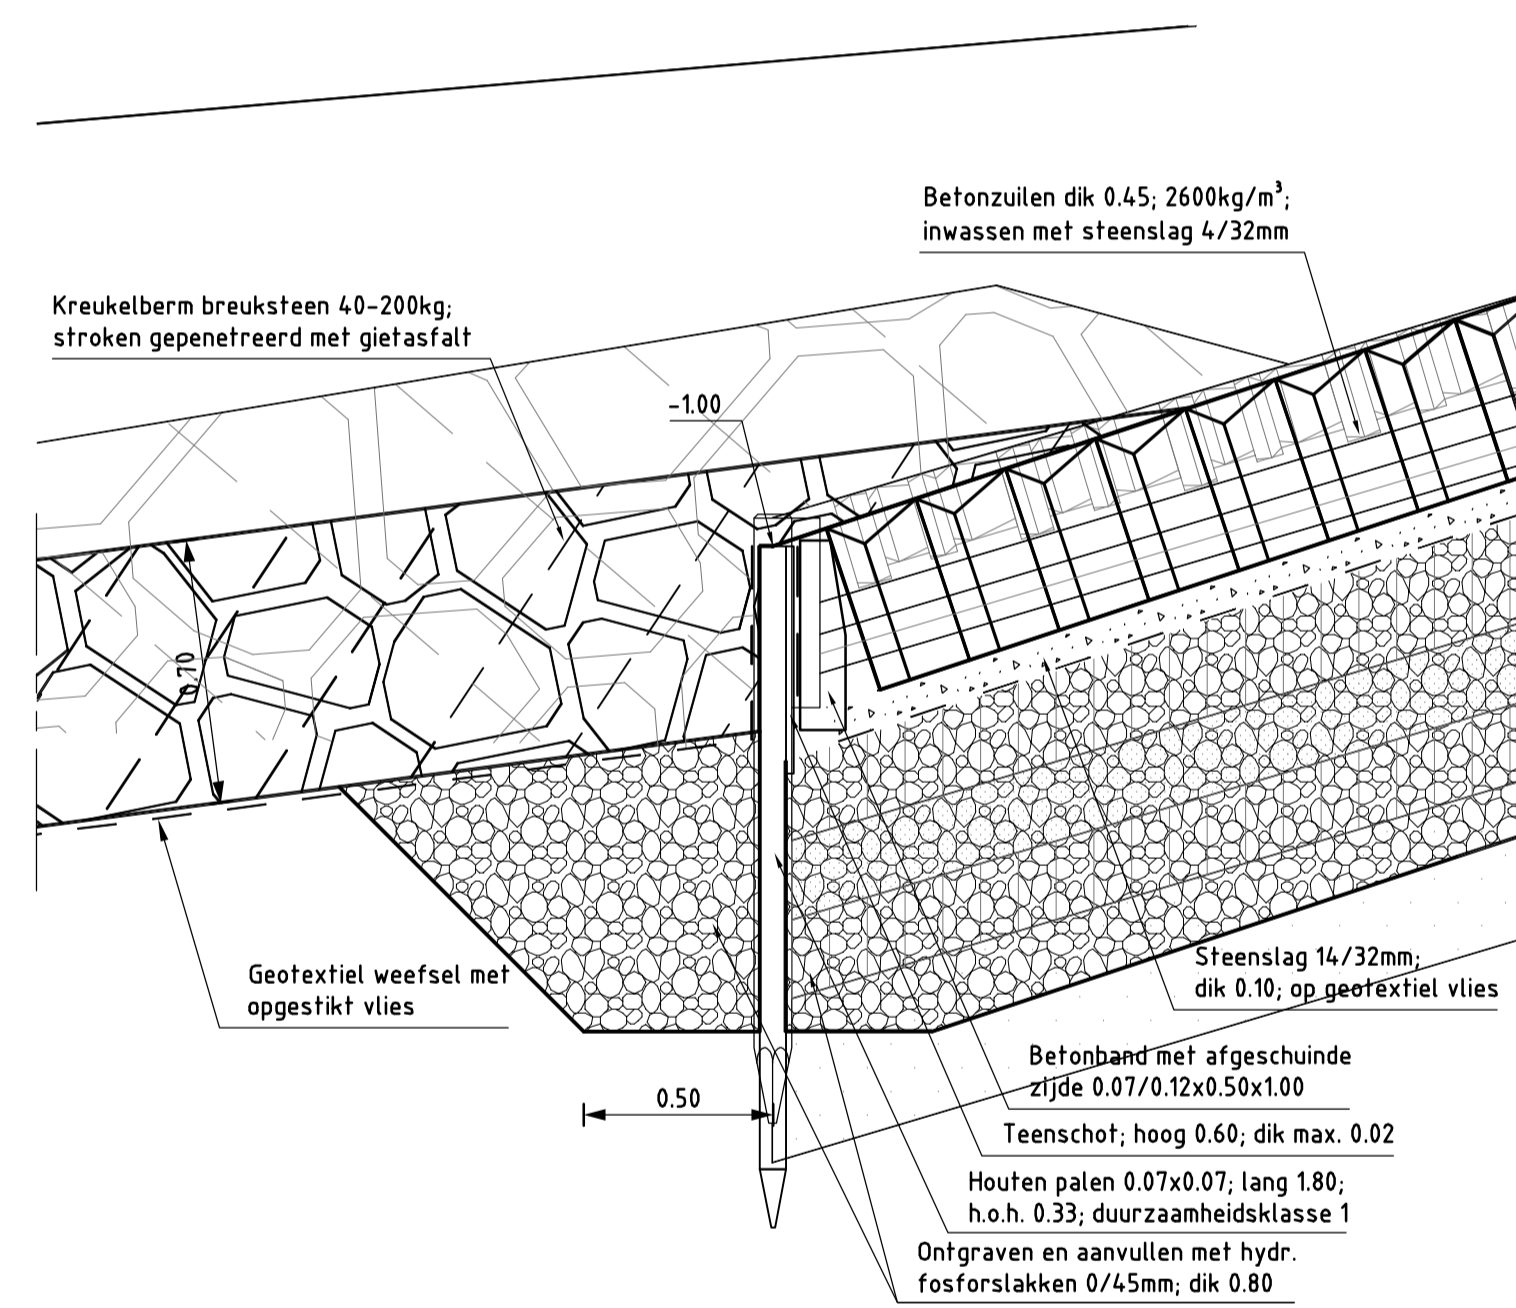 Betonzuilen dik 0.45; 2600kg/m³;
inwassen met steenslag 4/32mm
Kreukelberm breuksteen 40-200kg;
stroken gepenetreerd met gietasfalt
-1.00
0.70
Geotextiel weefsel met
opgestikt vlies
Steenslag 14/32mm;
dik 0.10; op geotextiel vlies
Betonband met afgeschuinde
zijde 0.07/0.12x0.50x1.00
0.50
Teenschot; hoog 0.60; dik max. 0.02
Houten palen 0.07x0.07; lang 1.80;
h.o.h. 0.33; duurzaamheidsklasse 1
Ontgraven en aanvullen met hydr.
fosforslakken 0/45mm; dik 0.80